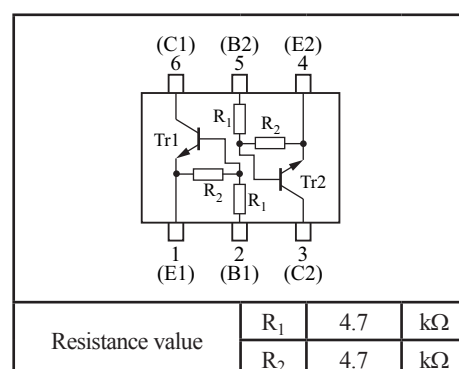 (C1) (B2) (E2)
6 5 4
R1
R2
Tr1
Tr2
R2
R1
1 2 3
(E1) (B1) (C2)
Resistance value
R1 4.7 kΩ
R2 4.7 kΩ